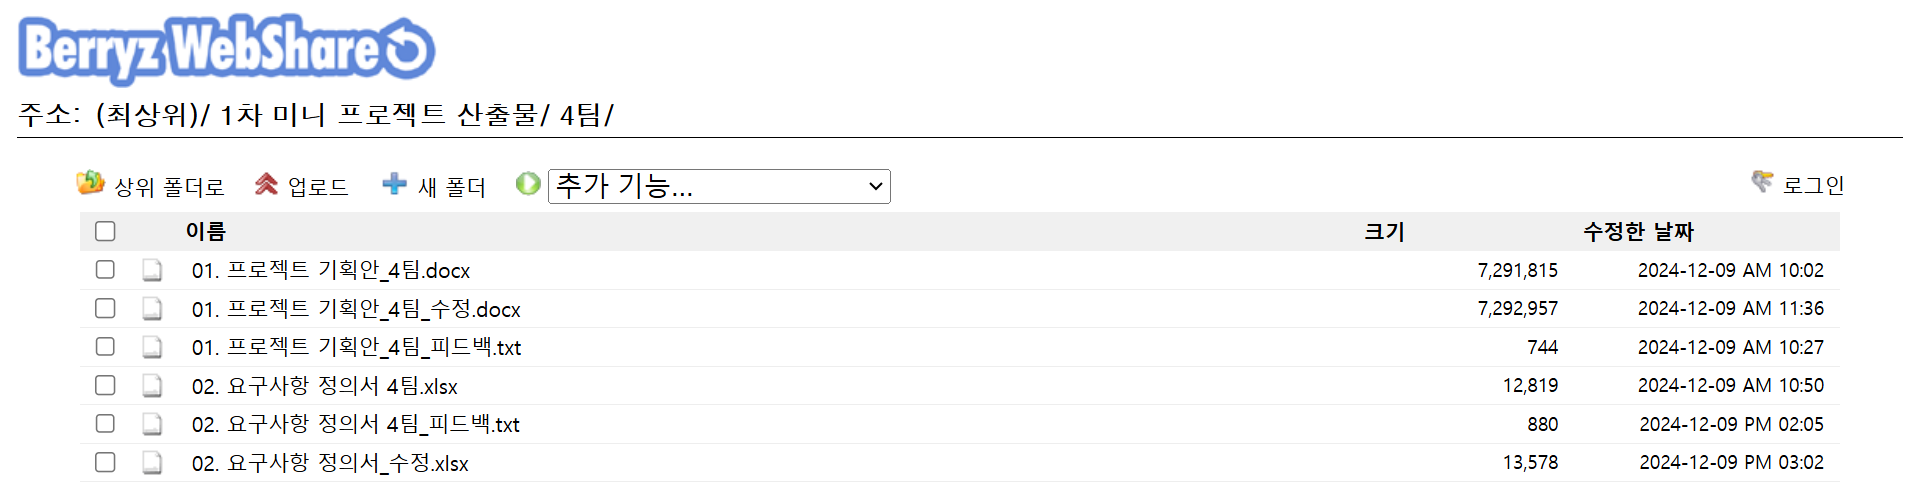 Berryz WebShare
주소: (최상위)/ 1차 미니 프로젝트 산출물/ 4팀/
상위 폴더로 업로드 새 폴더 추가 기능... 로그인
이름 크기 수정한 날짜
01. 프로젝트 기획안_4팀.docx 7,291,815 2024-12-09 AM 10:02
01. 프로젝트 기획안_4팀_수정.docx 7,292,957 2024-12-09 AM 11:36
01. 프로젝트 기획안_4팀_피드백.txt 744 2024-12-09 AM 10:27
02. 요구사항 정의서 4팀.xlsx 12,819 2024-12-09 AM 10:50
02. 요구사항 정의서 4팀_피드백.txt 880 2024-12-09 PM 02:05
02. 요구사항 정의서_수정.xlsx 13,578 2024-12-09 PM 03:02